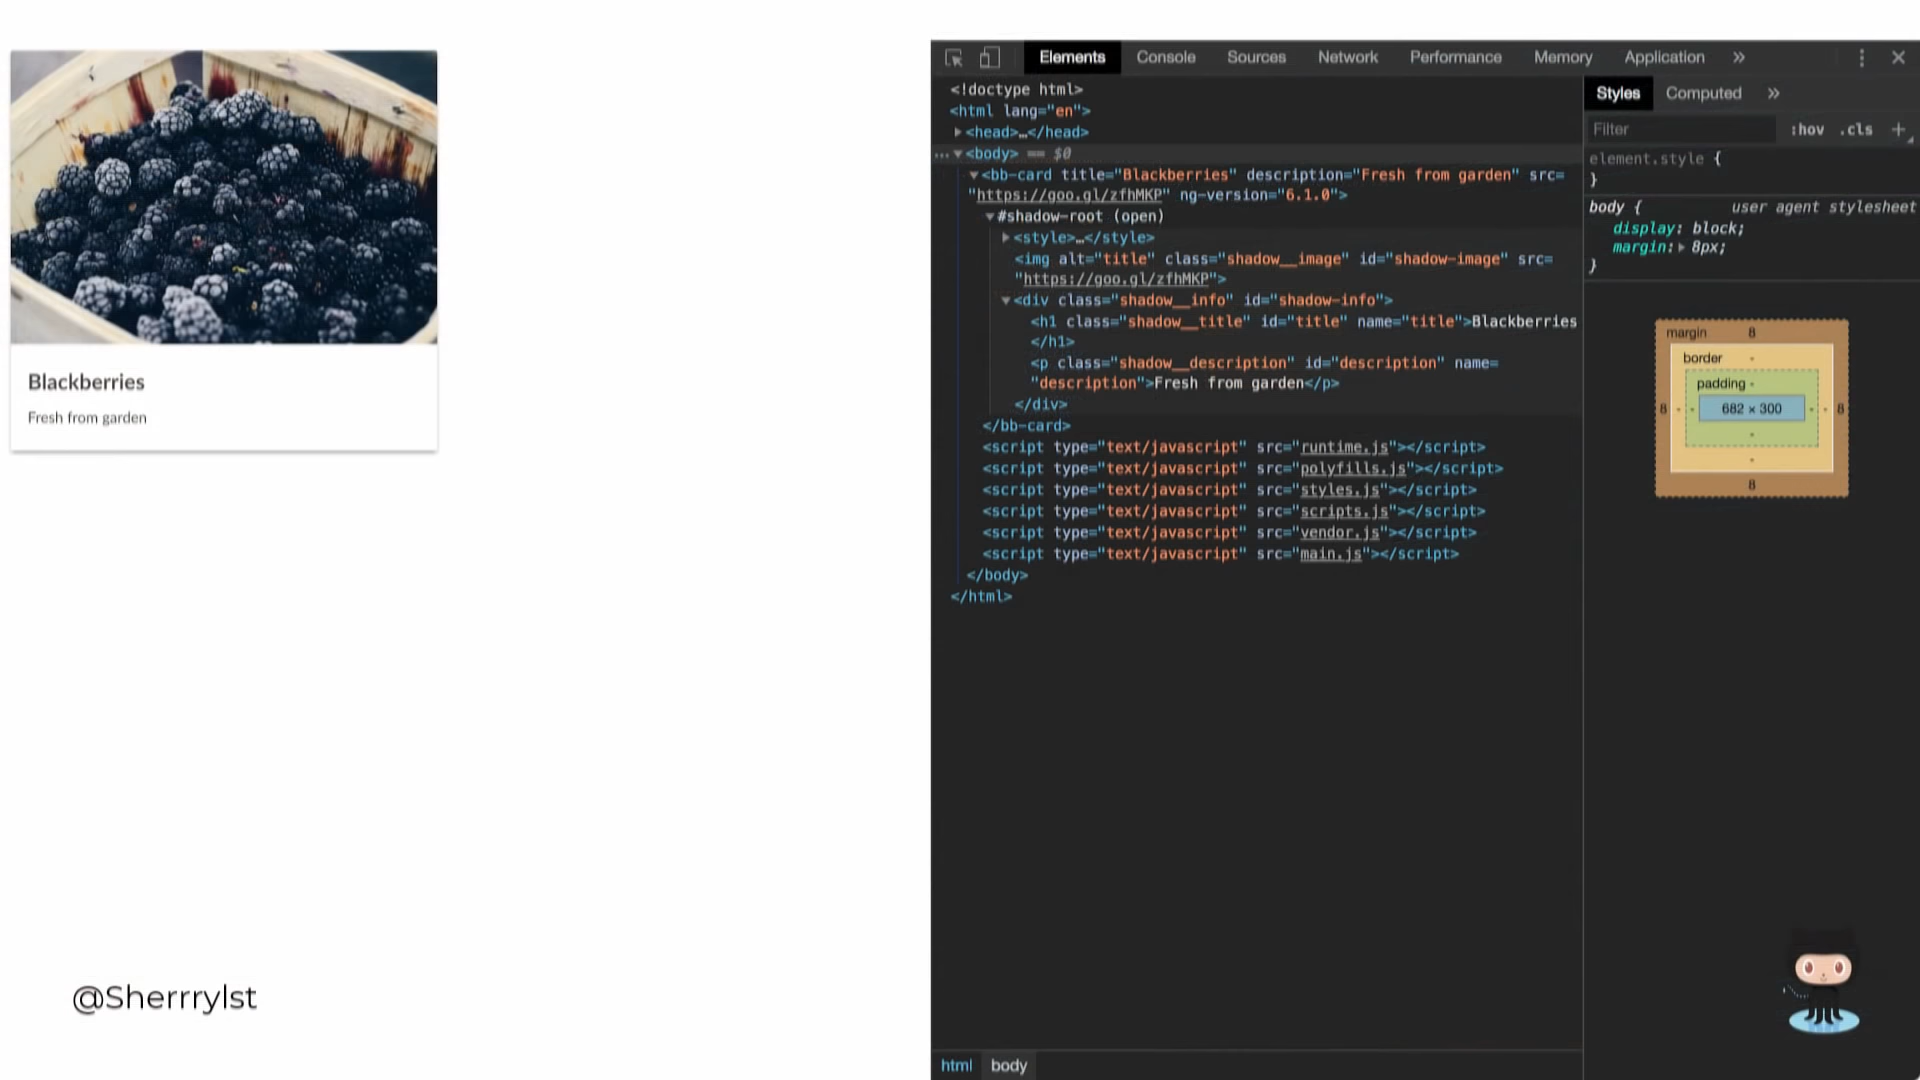 Blackberries
Fresh from garden
@Sherrrylst
Elements Console Sources Network Performance Memory Application »
<!doctype html>
<html lang="en">
<head>…</head>
… <body> == $0
<bb-card title="Blackberries" description="Fresh from garden" src=
"https://goo.gl/zfhMKP" ng-version="6.1.0">
#shadow-root (open)
<style>…</style>
<img alt="title" class="shadow__image" id="shadow-image" src=
"https://goo.gl/zfhMKP">
<div class="shadow__info" id="shadow-info">
<h1 class="shadow__title" id="title" name="title">Blackberries
</h1>
<p class="shadow__description" id="description" name=
"description">Fresh from garden</p>
</div>
</bb-card>
<script type="text/javascript" src="runtime.js"></script>
<script type="text/javascript" src="polyfills.js"></script>
<script type="text/javascript" src="styles.js"></script>
<script type="text/javascript" src="scripts.js"></script>
<script type="text/javascript" src="vendor.js"></script>
<script type="text/javascript" src="main.js"></script>
</body>
</html>
html body
Styles Computed »
Filter :hov .cls +
element.style {
}
body { user agent stylesheet
display: block;
margin: 8px;
}
margin 8
border -
padding -
8 - - 682 × 300 - - 8
-
-
8